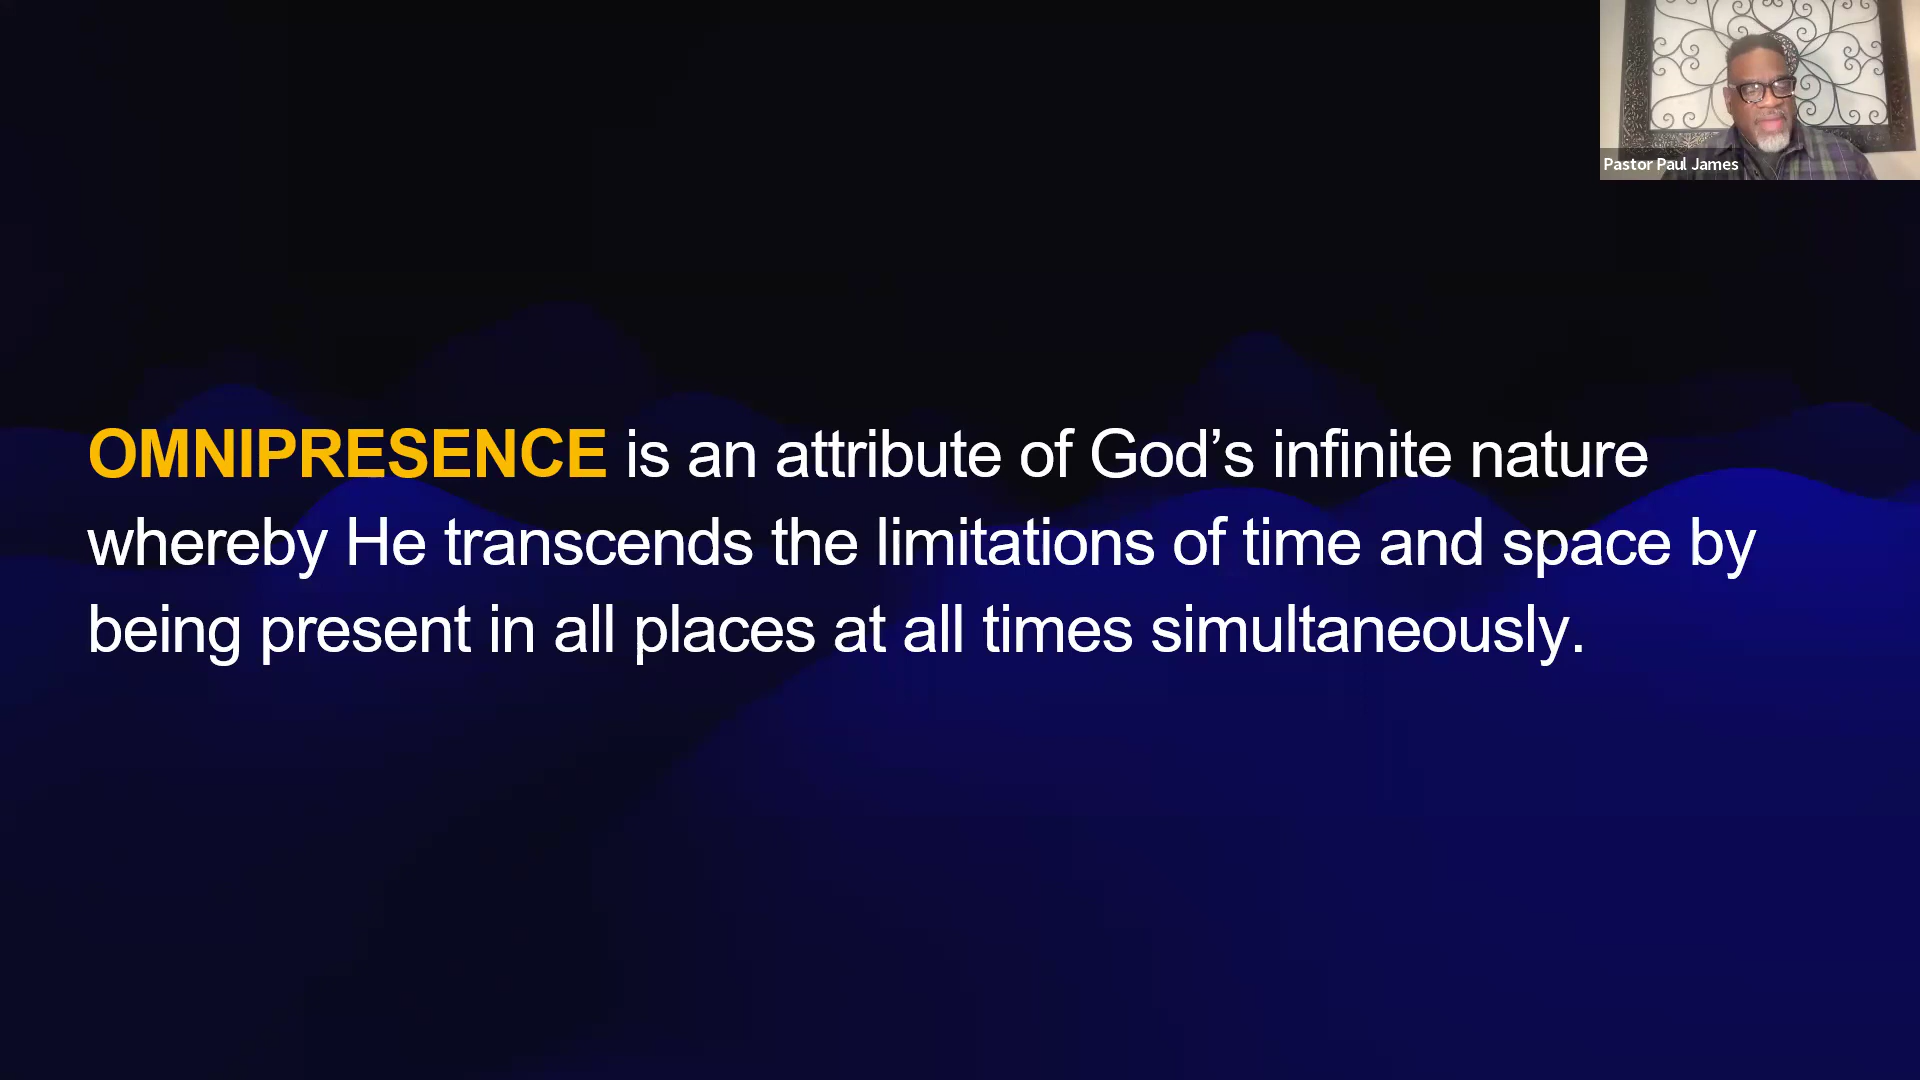 Pastor Paul James
OMNIPRESENCE is an attribute of God’s infinite nature
whereby He transcends the limitations of time and space by
being present in all places at all times simultaneously.